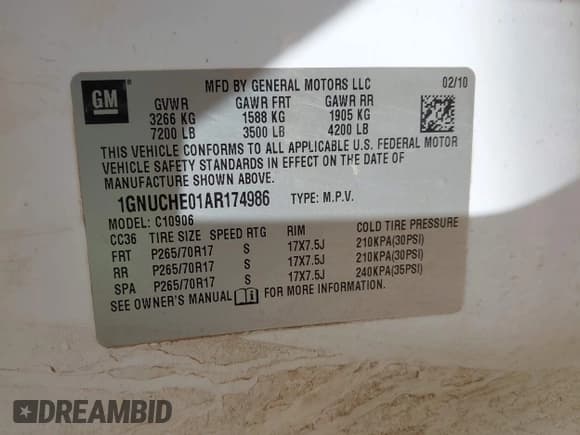 GM
MFD BY GENERAL MOTORS LLC 02/10
GVWR GAWR FRT GAWR RR
3266 KG 1588 KG 1905 KG
7200 LB 3500 LB 4200 LB
THIS VEHICLE CONFORMS TO ALL APPLICABLE U.S. FEDERAL MOTOR
VEHICLE SAFETY STANDARDS IN EFFECT ON THE DATE OF
MANUFACTURE SHOWN ABOVE.
1GNUCHE01AR174986 TYPE: M.P.V.
MODEL: C10906
CC36 TIRE SIZE SPEED RTG RIM COLD TIRE PRESSURE
FRT P265/70R17 S 17X7.5J 210KPA(30PSI)
RR P265/70R17 S 17X7.5J 210KPA(30PSI)
SPA P265/70R17 S 17X7.5J 240KPA(35PSI)
SEE OWNER'S MANUAL FOR MORE INFORMATION.
DREAMBID